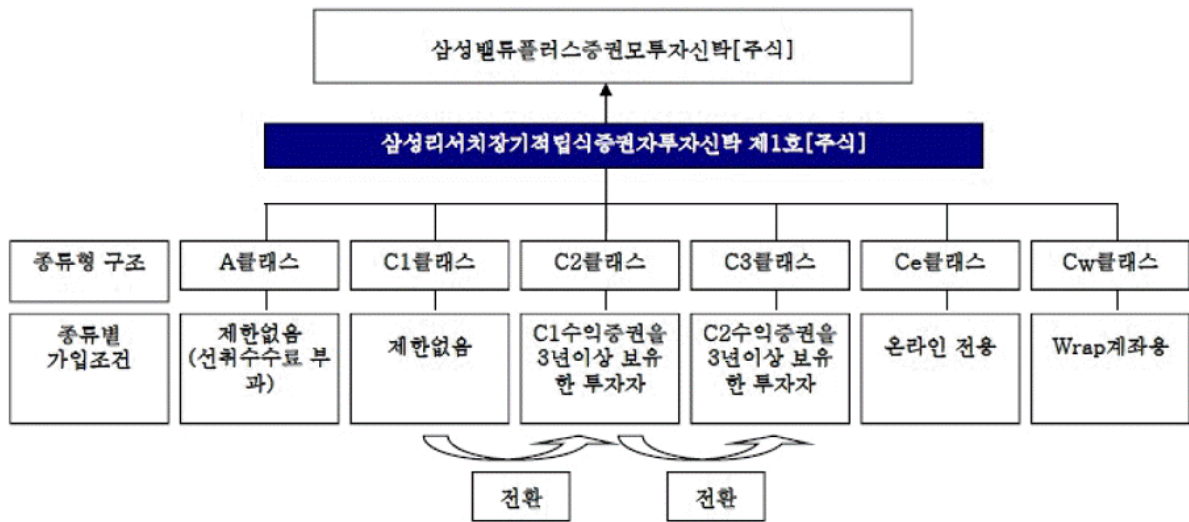 삼성밸류플러스증권모투자신탁[주식]
삼성리서치장기적립식증권자투자신탁 제1호[주식]
종류형 구조
A클래스
C1클래스
C2클래스
C3클래스
Ce클래스
Cw클래스
종류별
가입조건
제한없음
(선취수수료 부
과)
제한없음
C1수익증권을
3년이상 보유
한 투자자
C2수익증권을
3년이상 보유
한 투자자
온라인 전용
Wrap계좌용
전환
전환